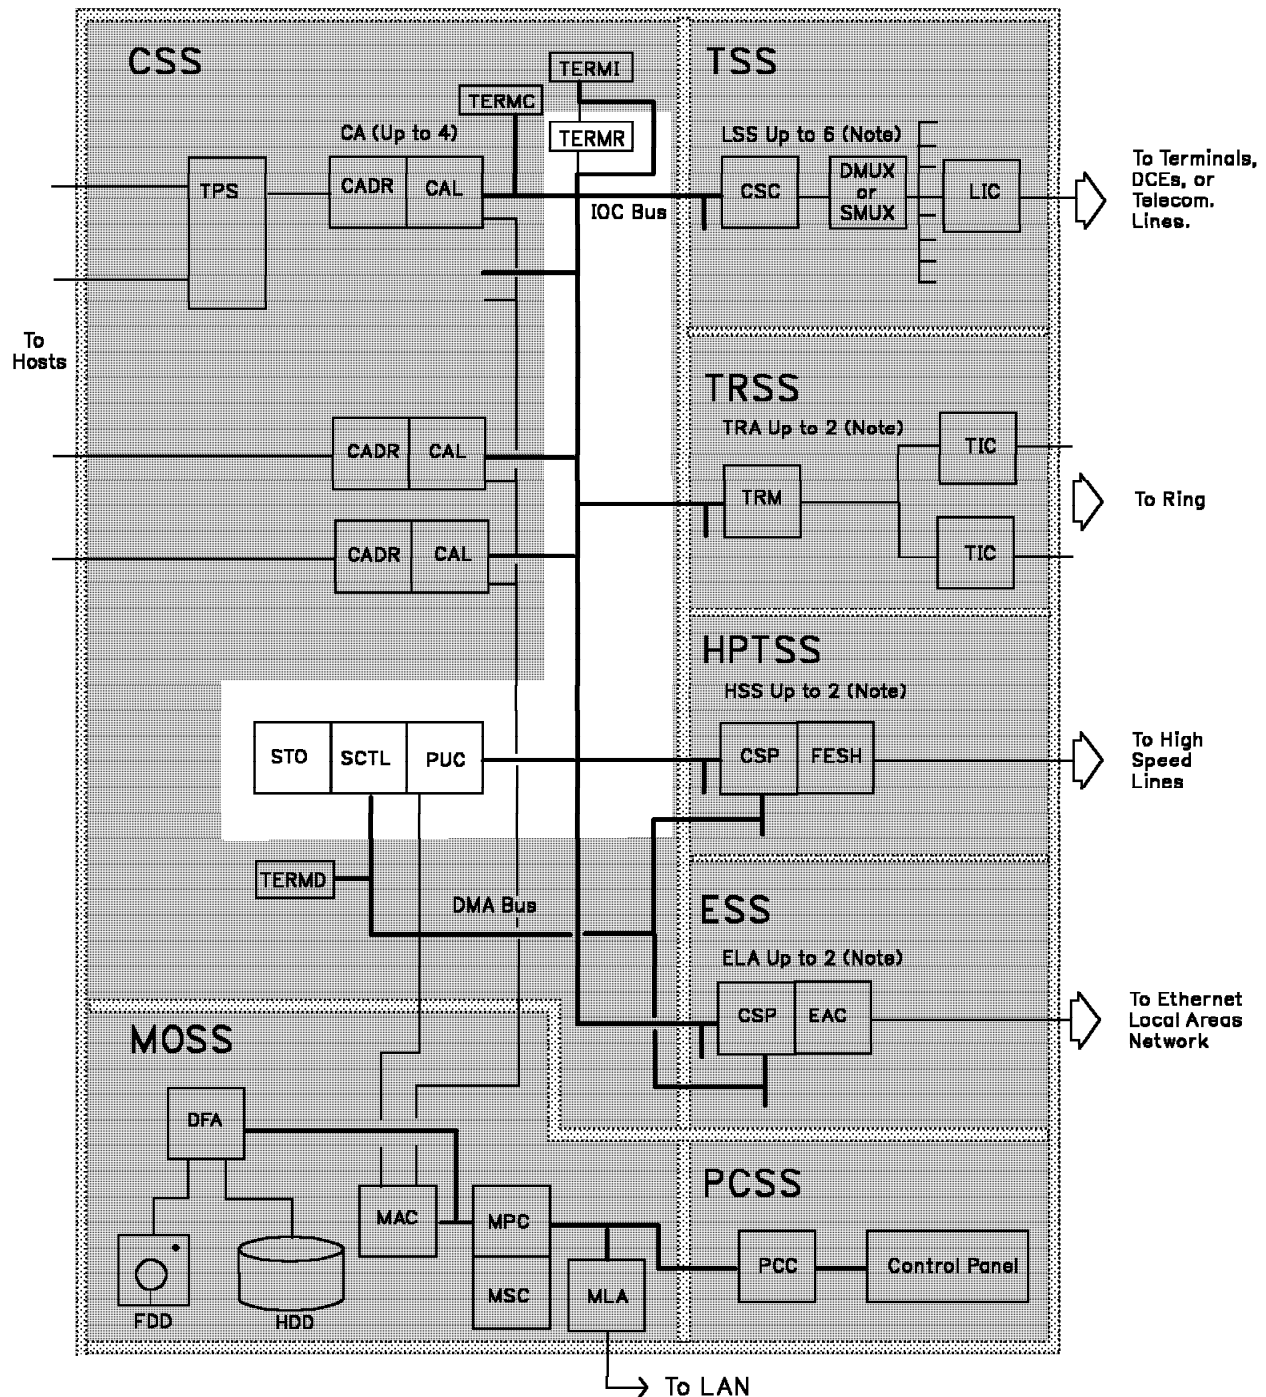 CSS
TERMI
TSS
TERMC
CA (Up to 4)
TERMR
LSS Up to 6 (Note)
TPS
CADR
CAL
IOC Bus
CSC
DMUX
or
SMUX
LIC
To Terminals,
DCEs, or
Telecom.
Lines.
To
Hosts
TRSS
TRA Up to 2 (Note)
CADR
CAL
TIC
TRM
To Ring
CADR
CAL
TIC
HPTSS
HSS Up to 2 (Note)
STO
SCTL
PUC
CSP
FESH
To High
Speed
Lines
TERMD
DMA Bus
ESS
ELA Up to 2 (Note)
CSP
EAC
To Ethernet
Local Areas
Network
MOSS
DFA
PCSS
MAC
MPC
PCC
Control Panel
MSC
MLA
FDD
HDD
To LAN